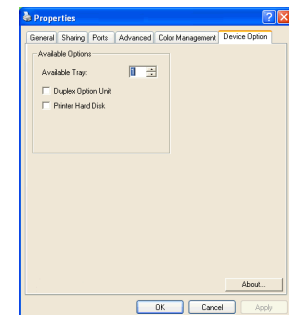 Properties
General Sharing Ports Advanced Color Management Device Option
Available Options
Available Tray: 1
Duplex Option Unit
Printer Hard Disk
About...
OK Cancel Apply